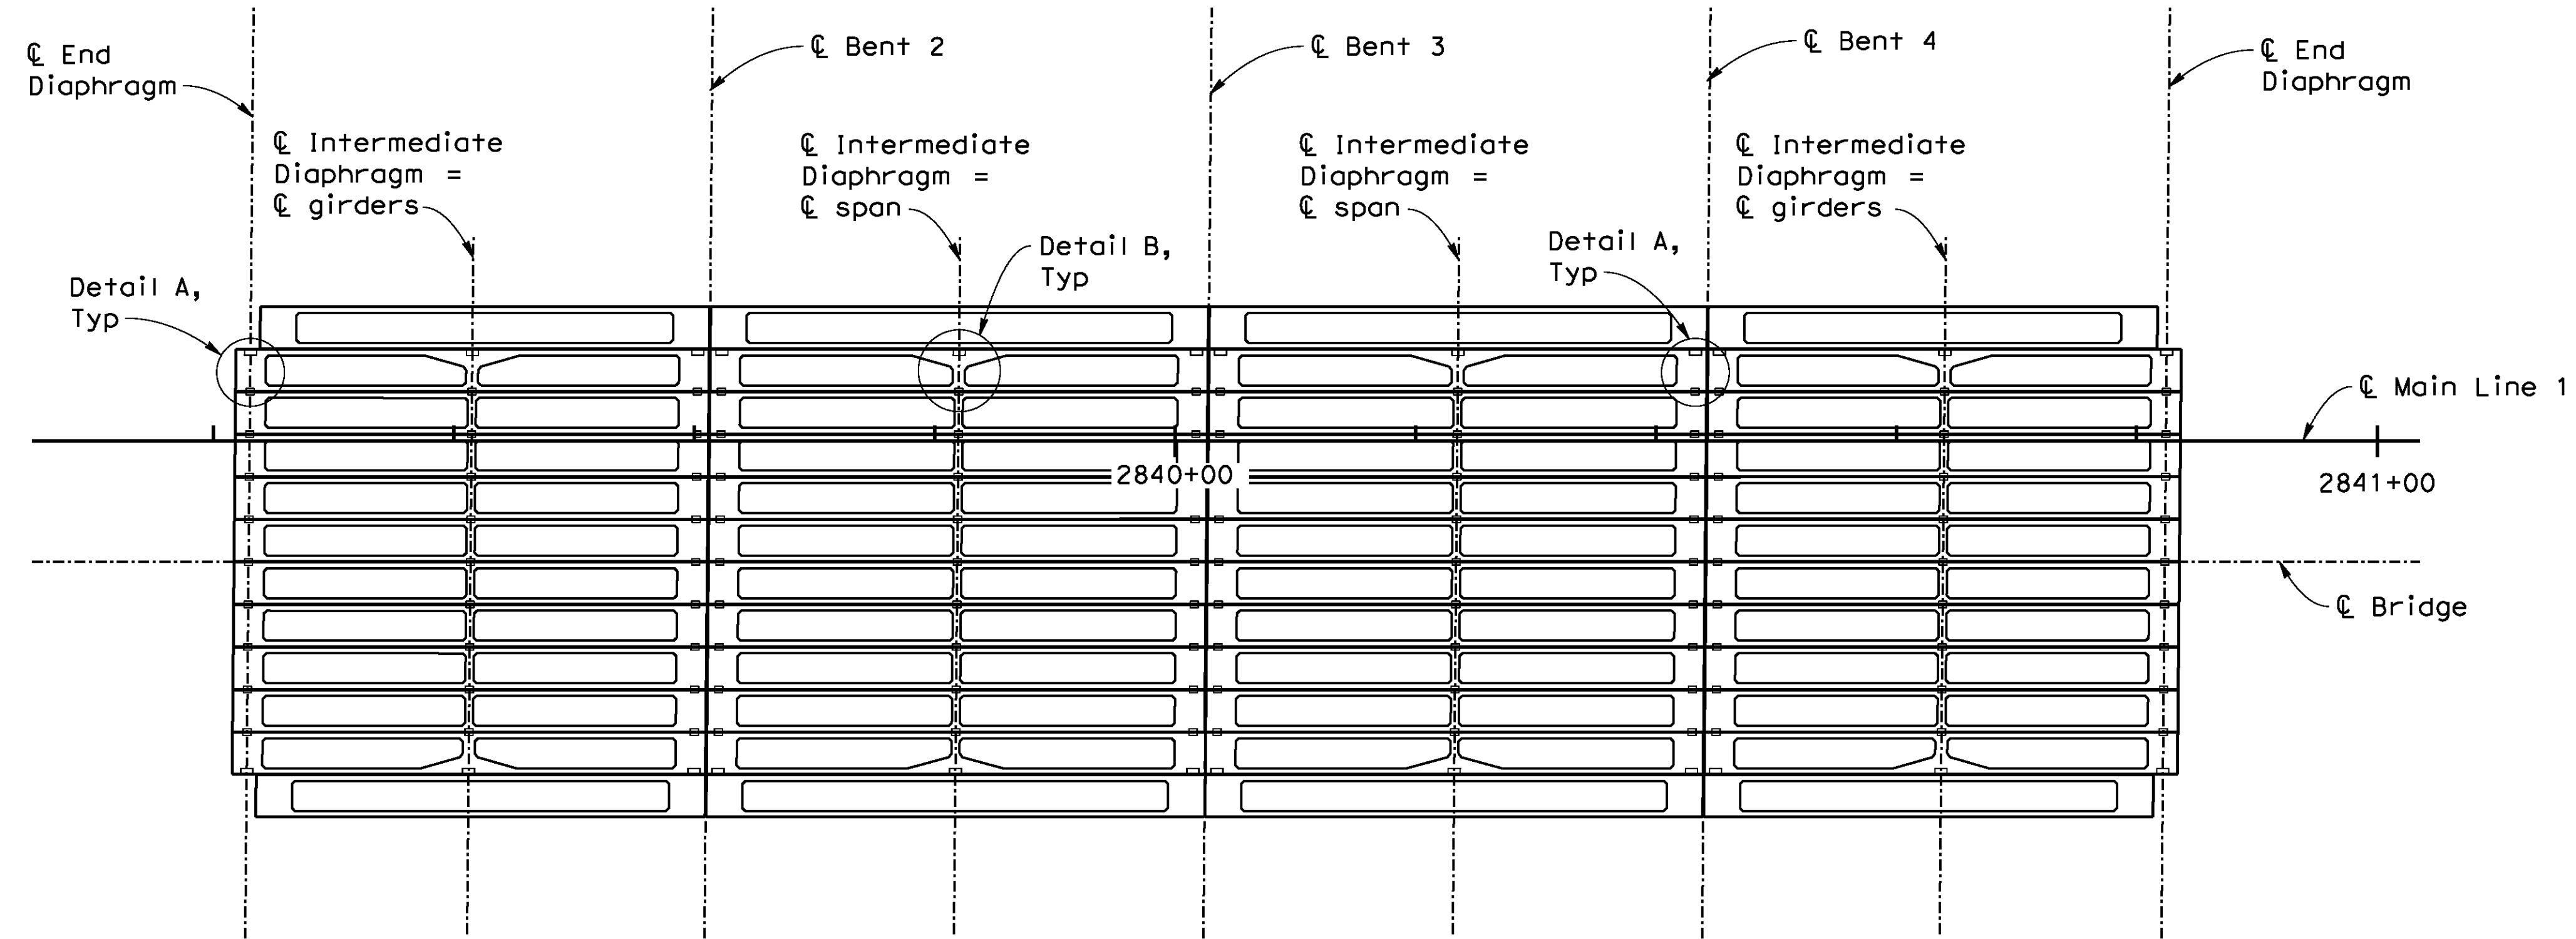 ℄ End
Diaphragm
℄ Bent 2
℄ Bent 3
℄ Bent 4
℄ End
Diaphragm
℄ Intermediate
Diaphragm =
℄ girders
℄ Intermediate
Diaphragm =
℄ span
℄ Intermediate
Diaphragm =
℄ span
℄ Intermediate
Diaphragm =
℄ girders
Detail A,
Typ
Detail B,
Typ
Detail A,
Typ
℄ Main Line 1
2840+00
2841+00
℄ Bridge